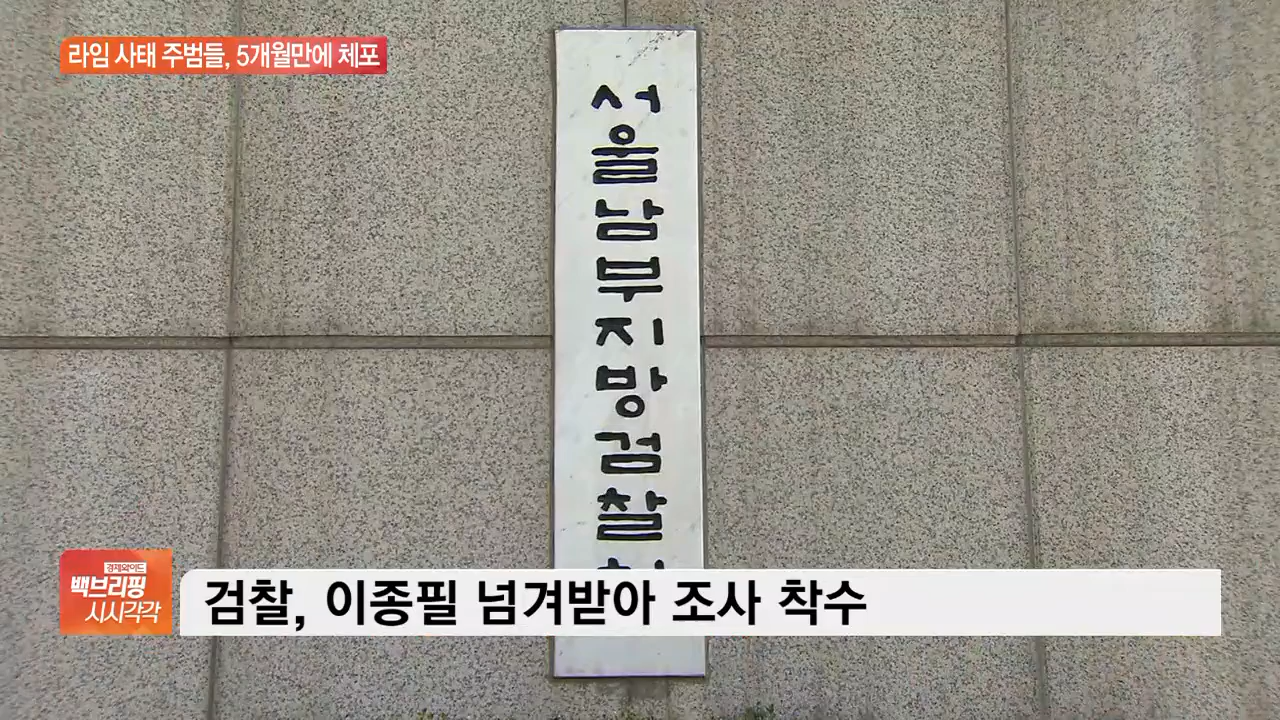 라임 사태 주범들, 5개월만에 체포
서울남부지방검찰
경제와이드
백브리핑
시시각각
검찰, 이종필 넘겨받아 조사 착수